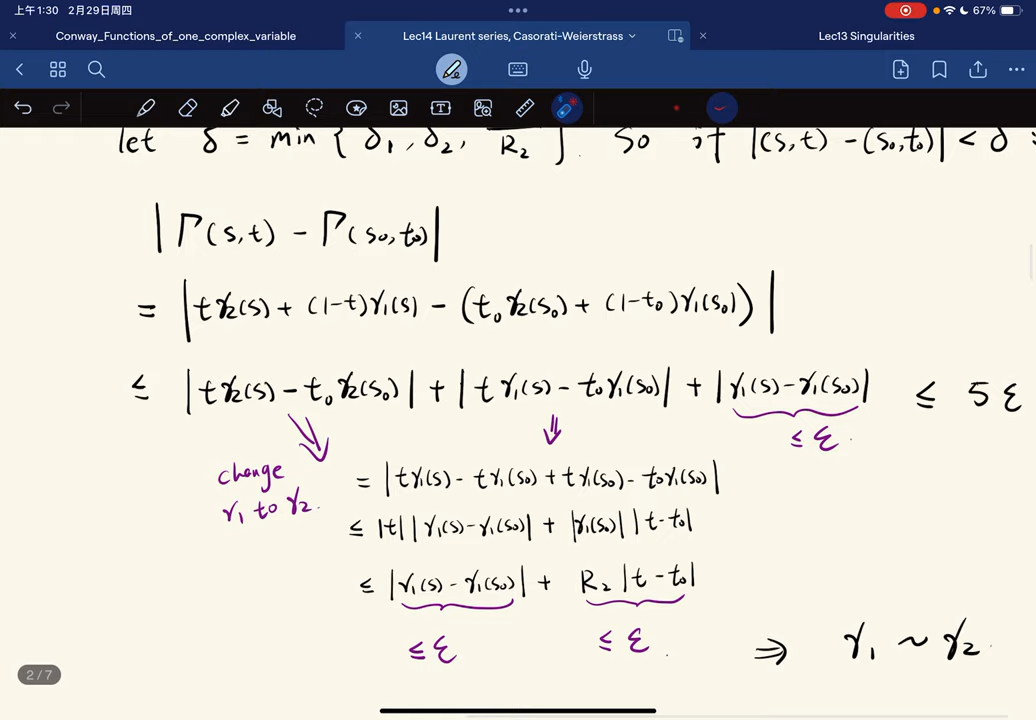 上午1:30 2月29日周四
67%
Conway_Functions_of_one_complex_variable
Lec14 Laurent series, Casorati-Weierstrass
Lec13 Singularities
let δ = min { δ₁, δ₂, R₂ } . So if |(s,t) - (s₀,t₀)| < δ
|Γ(s,t) - Γ(s₀,t₀)|
= |tγ₂(s) + (1-t)γ₁(s) - (t₀γ₂(s₀) + (1-t₀)γ₁(s₀))|
≤ |tγ₂(s) - t₀γ₂(s₀)| + |tγ₁(s) - t₀γ₁(s₀)| + |γ₁(s) - γ₁(s₀)| ≤ 5ε
⇓ ≤ ε.
change
γ₁ to γ₂.
= |tγ₁(s) - tγ₁(s₀) + tγ₁(s₀) - t₀γ₁(s₀)|
≤ |t| |γ₁(s) - γ₁(s₀)| + |γ₁(s₀)| |t - t₀|
≤ |γ₁(s) - γ₁(s₀)| + R₂ |t - t₀|
≤ ε ≤ ε .
⇒ γ₁ ~ γ₂.
2 / 7